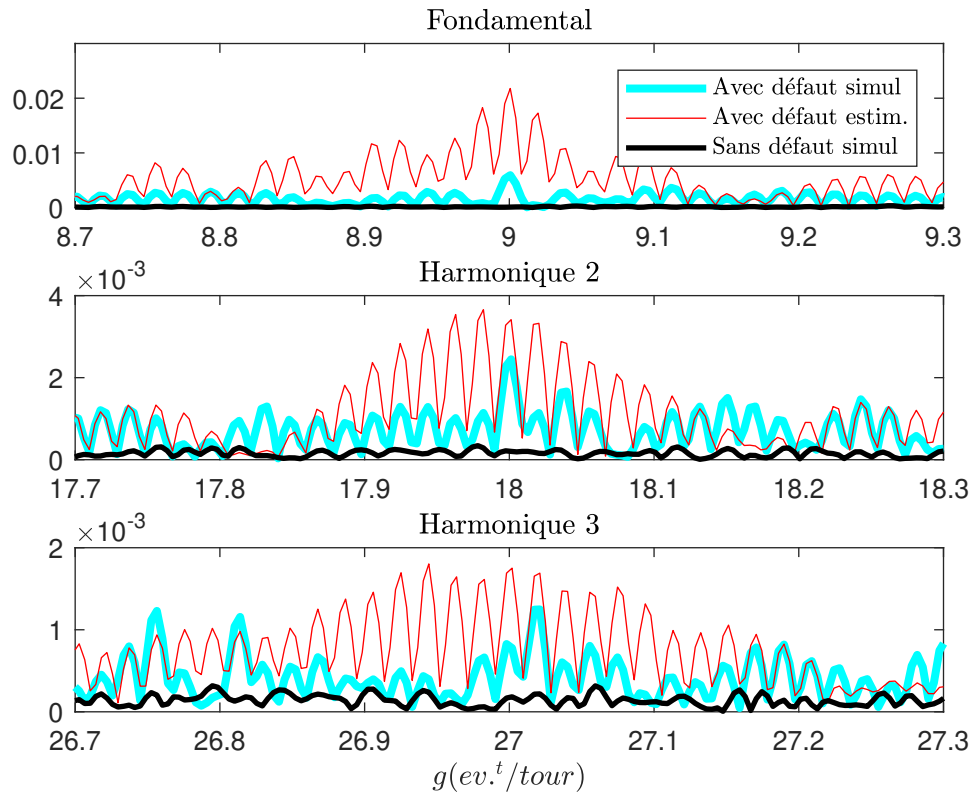 Fondamental
0.02
0.01
0
Avec défaut simul
Avec défaut estim.
Sans défaut simul
8.7 8.8 8.9 9 9.1 9.2 9.3
×10⁻³
Harmonique 2
4
2
0
17.7 17.8 17.9 18 18.1 18.2 18.3
×10⁻³
Harmonique 3
2
1
0
26.7 26.8 26.9 27 27.1 27.2 27.3
g(ev.ᵗ/tour)